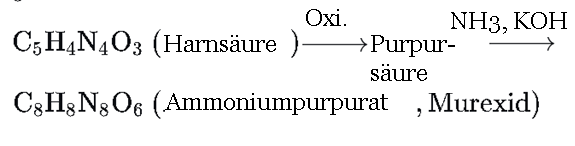 C₅H₄N₄O₃ (Harnsäure ) Oxi. ⟶ Purpur- NH3, KOH ⟶
säure
C₈H₈N₈O₆ (Ammoniumpurpurat , Murexid)